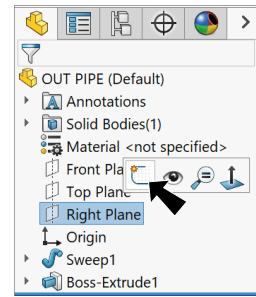 OUT PIPE (Default)
Annotations
Solid Bodies(1)
Material <not specified>
Front Pla
Top Plane
Right Plane
Origin
Sweep1
Boss-Extrude1